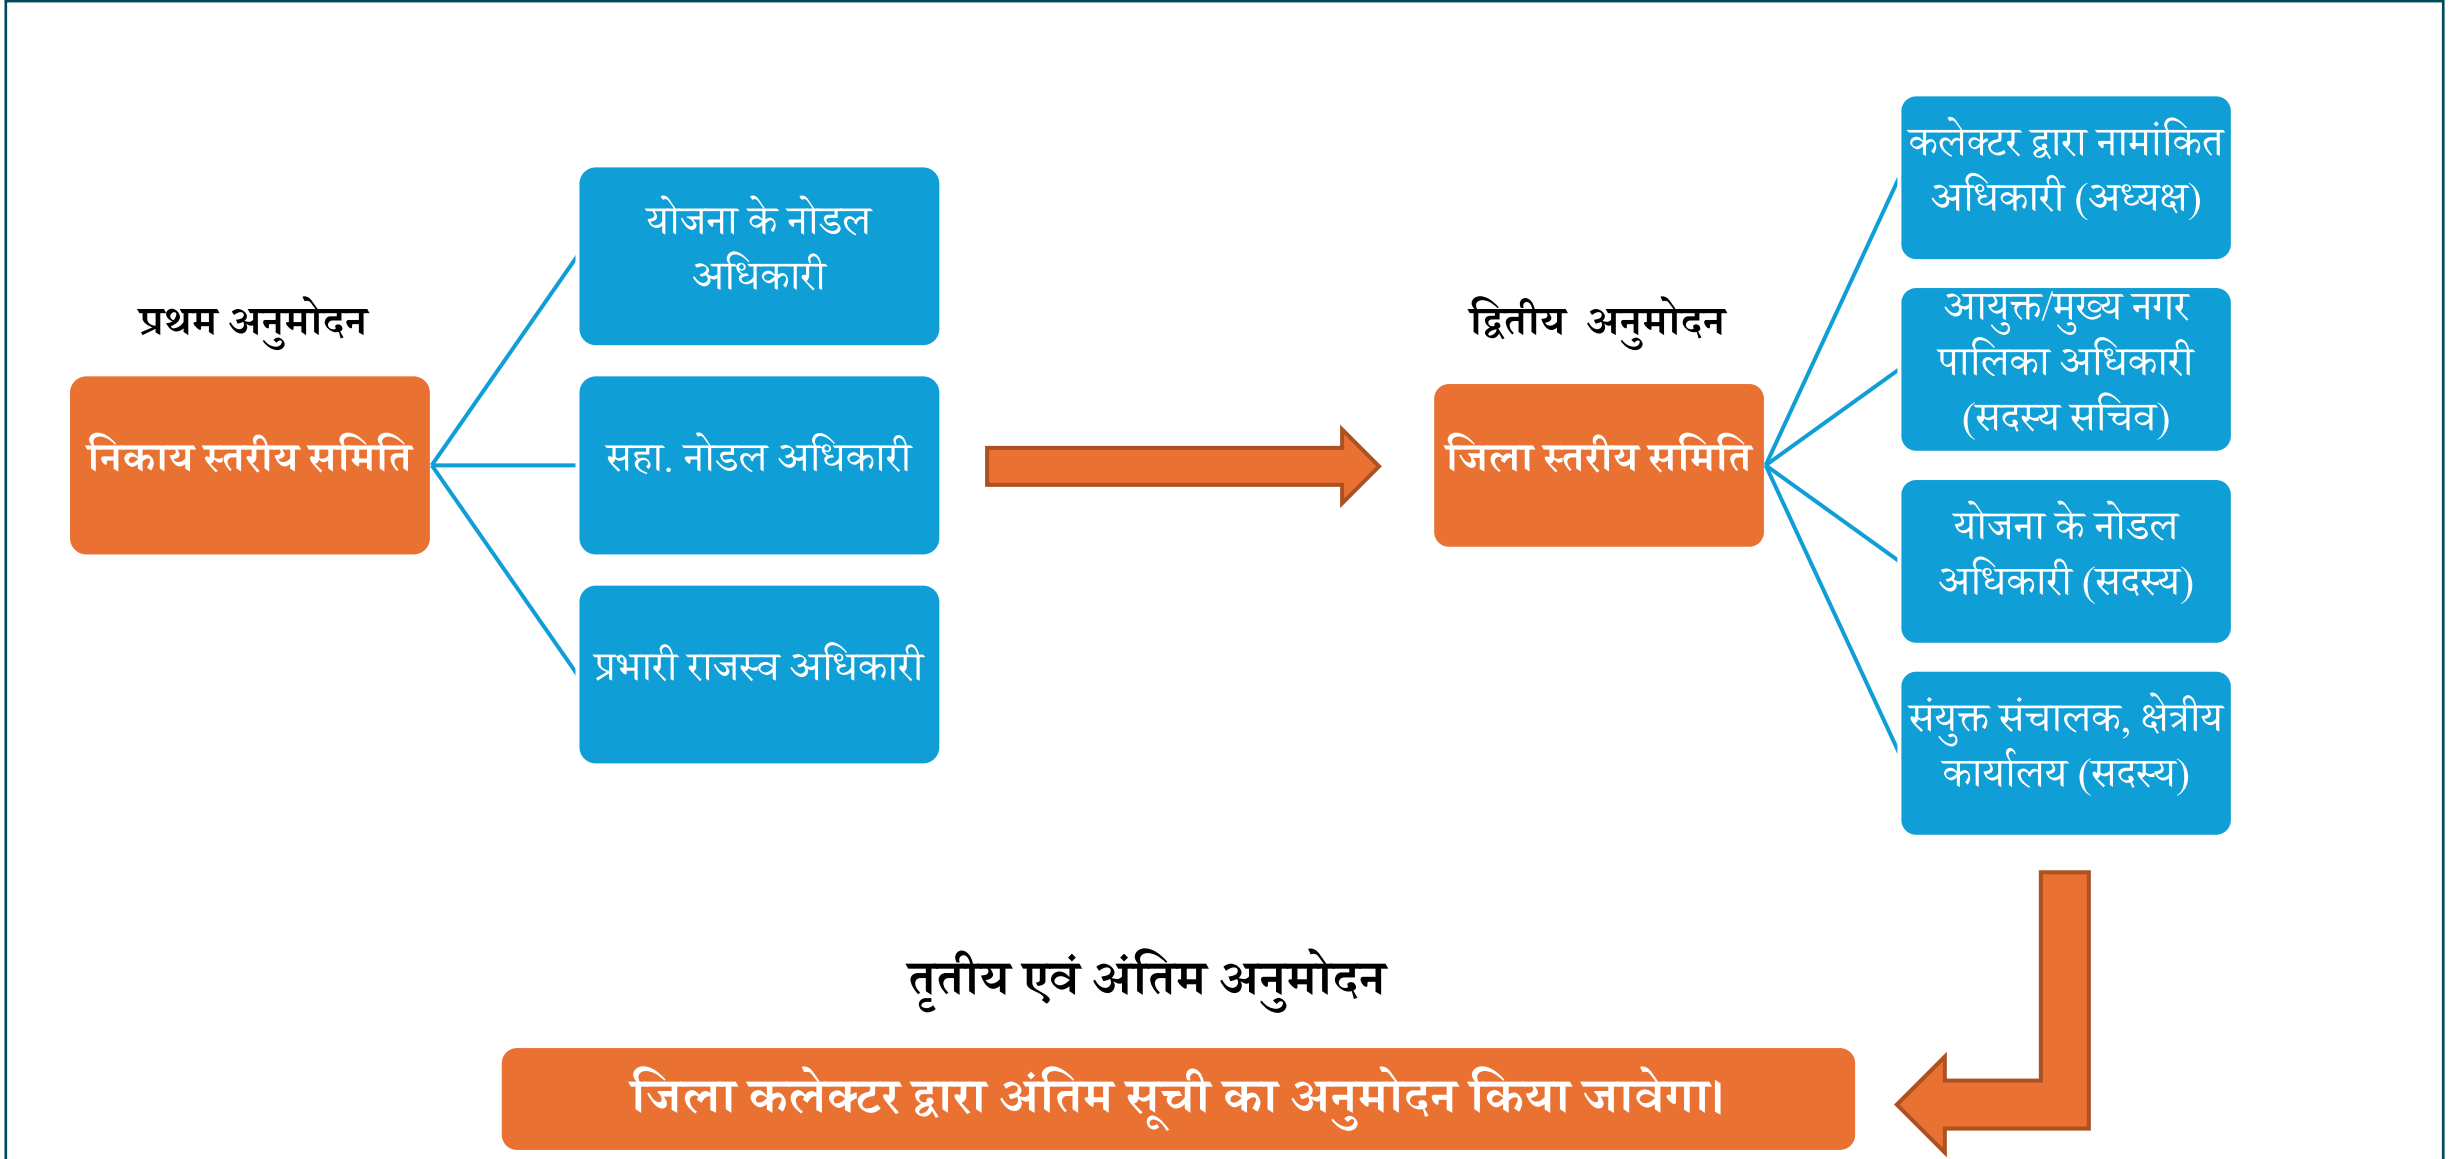 प्रथम अनुमोदन
निकाय स्तरीय समिति
योजना के नोडल
अधिकारी
सहा. नोडल अधिकारी
प्रभारी राजस्व अधिकारी
द्वितीय  अनुमोदन
जिला स्तरीय समिति
कलेक्टर द्वारा नामांकित
अधिकारी (अध्यक्ष)
आयुक्त/मुख्य नगर
पालिका अधिकारी
(सदस्य सचिव)
योजना के नोडल
अधिकारी (सदस्य)
संयुक्त संचालक, क्षेत्रीय
कार्यालय (सदस्य)
तृतीय एवं अंतिम अनुमोदन
जिला कलेक्टर द्वारा अंतिम सूची का अनुमोदन किया जावेगा।